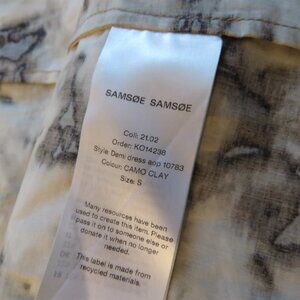 SAMSØE SAMSØE
Coll: 21.02
Order: KO14238
Style: Demi dress aop 10783
Colour: CAMO CLAY
Size: S
Many resources have been
used to create this item. Please
pass it on to someone else or
donate it when no longer
needed.
This label is made from
recycled materials.